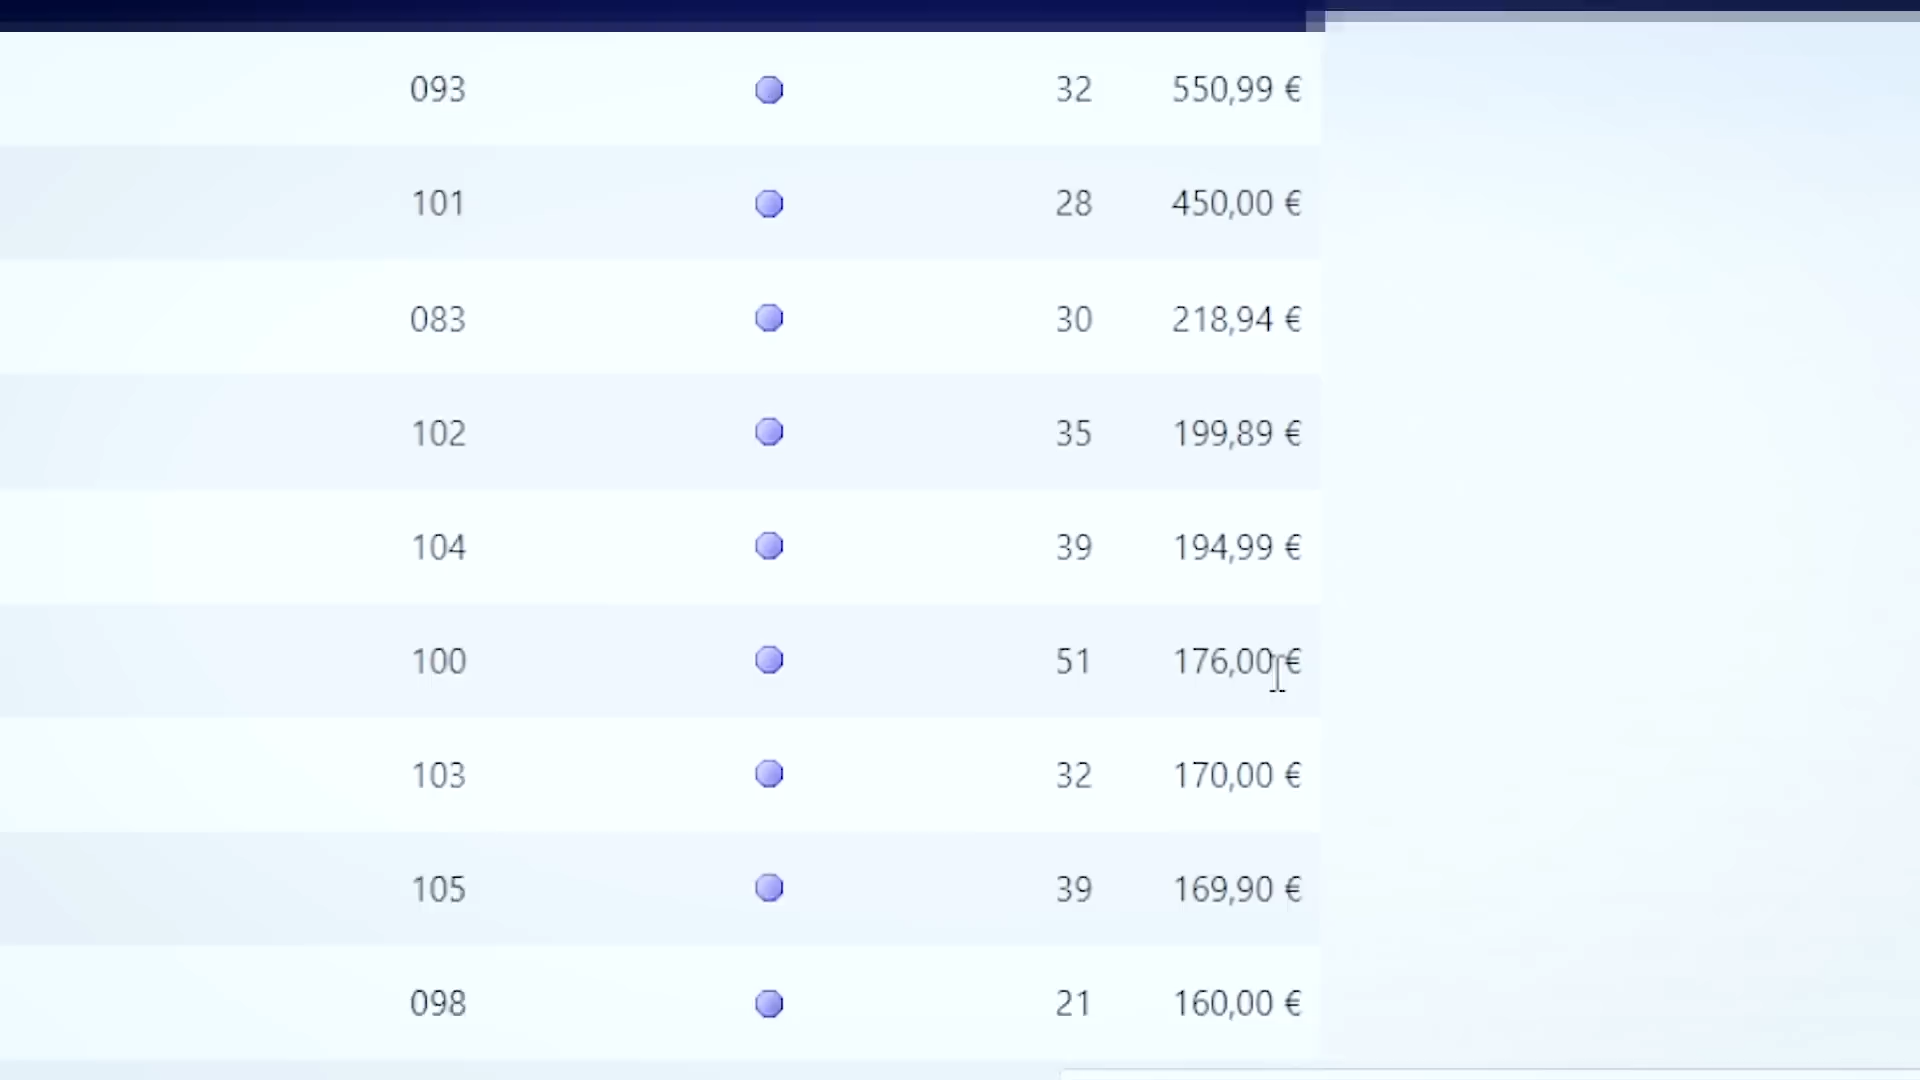 093 32 550,99 €
101 28 450,00 €
083 30 218,94 €
102 35 199,89 €
104 39 194,99 €
100 51 176,00 €
103 32 170,00 €
105 39 169,90 €
098 21 160,00 €